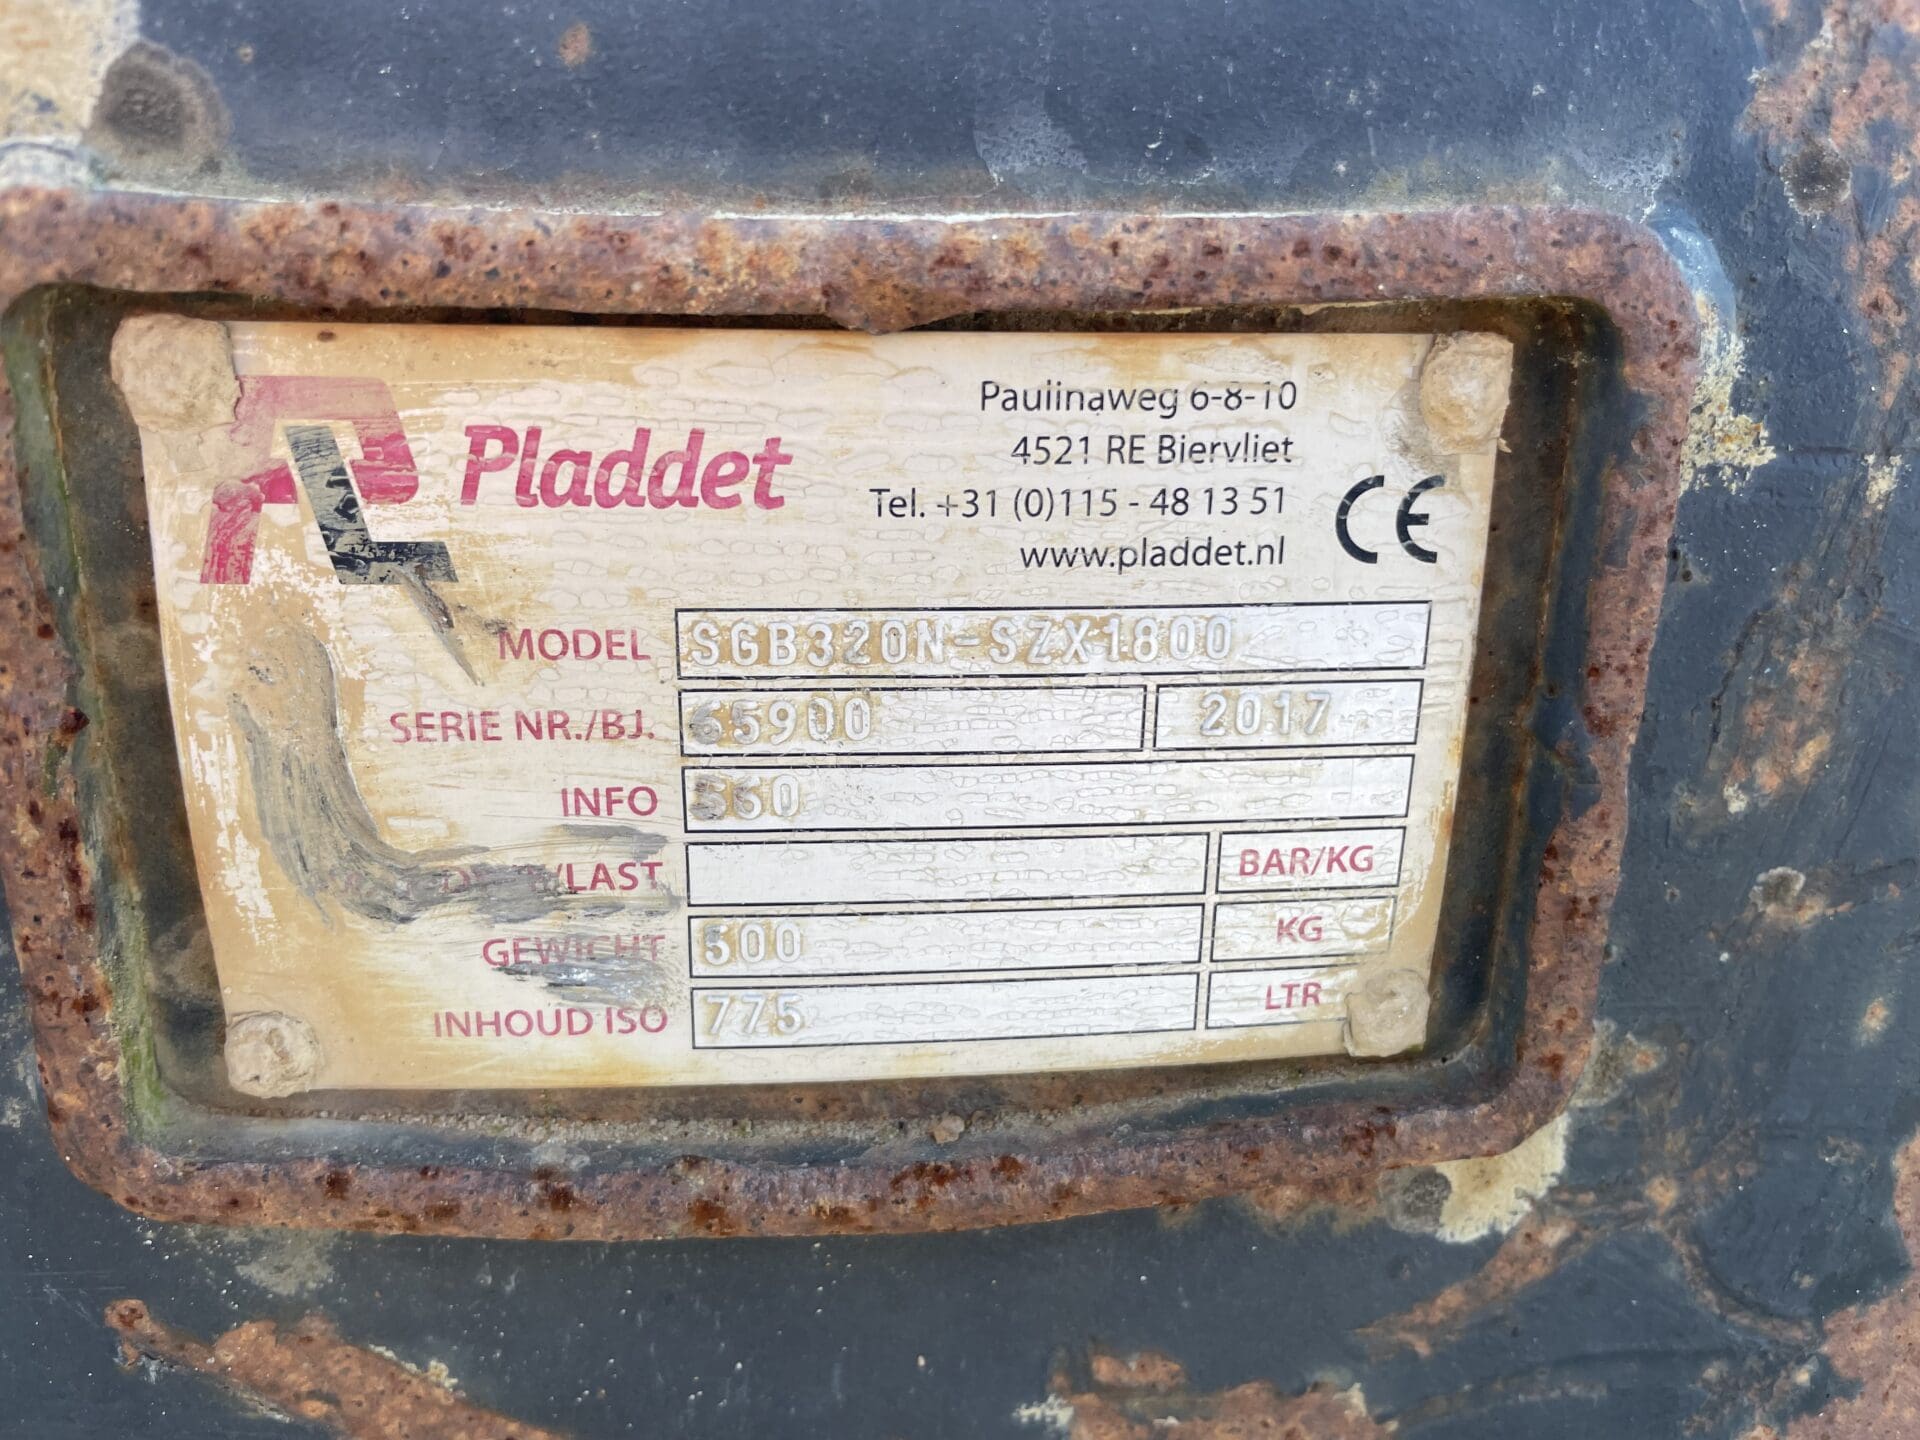 Pladdet
Paulinaweg 6-8-10
4521 RE Biervliet
Tel. +31 (0)115 - 48 13 51
www.pladdet.nl
CE
MODEL SGB320N-SZX1800
SERIE NR./BJ. 65900 2017
INFO
/LAST BAR/KG
GEWICHT 500 KG
INHOUD ISO 775 LTR